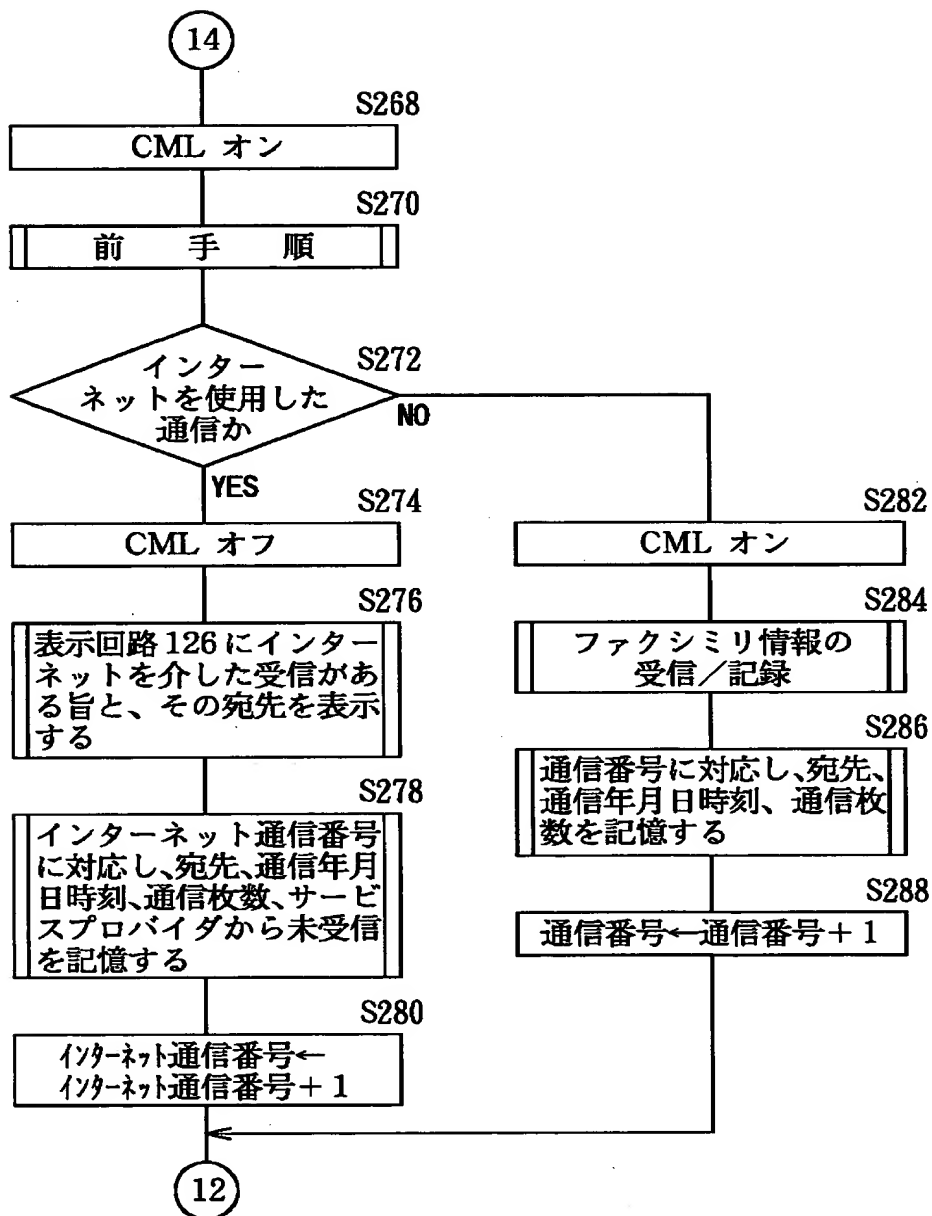 14
S268
CML オン
S270
前 手 順
S272
インター
ネットを使用した
通信か
NO
YES
S274
CML オフ
S276
表示回路126にインター
ネットを介した受信があ
る旨と、その宛先を表示
する
S278
インターネット通信番号
に対応し、宛先、通信年月
日時刻、通信枚数、サービ
スプロバイダから未受信
を記憶する
S280
インターネット通信番号←
インターネット通信番号+1
S282
CML オン
S284
ファクシミリ情報の
受信/記録
S286
通信番号に対応し、宛先、
通信年月日時刻、通信枚
数を記憶する
S288
通信番号←通信番号+1
12